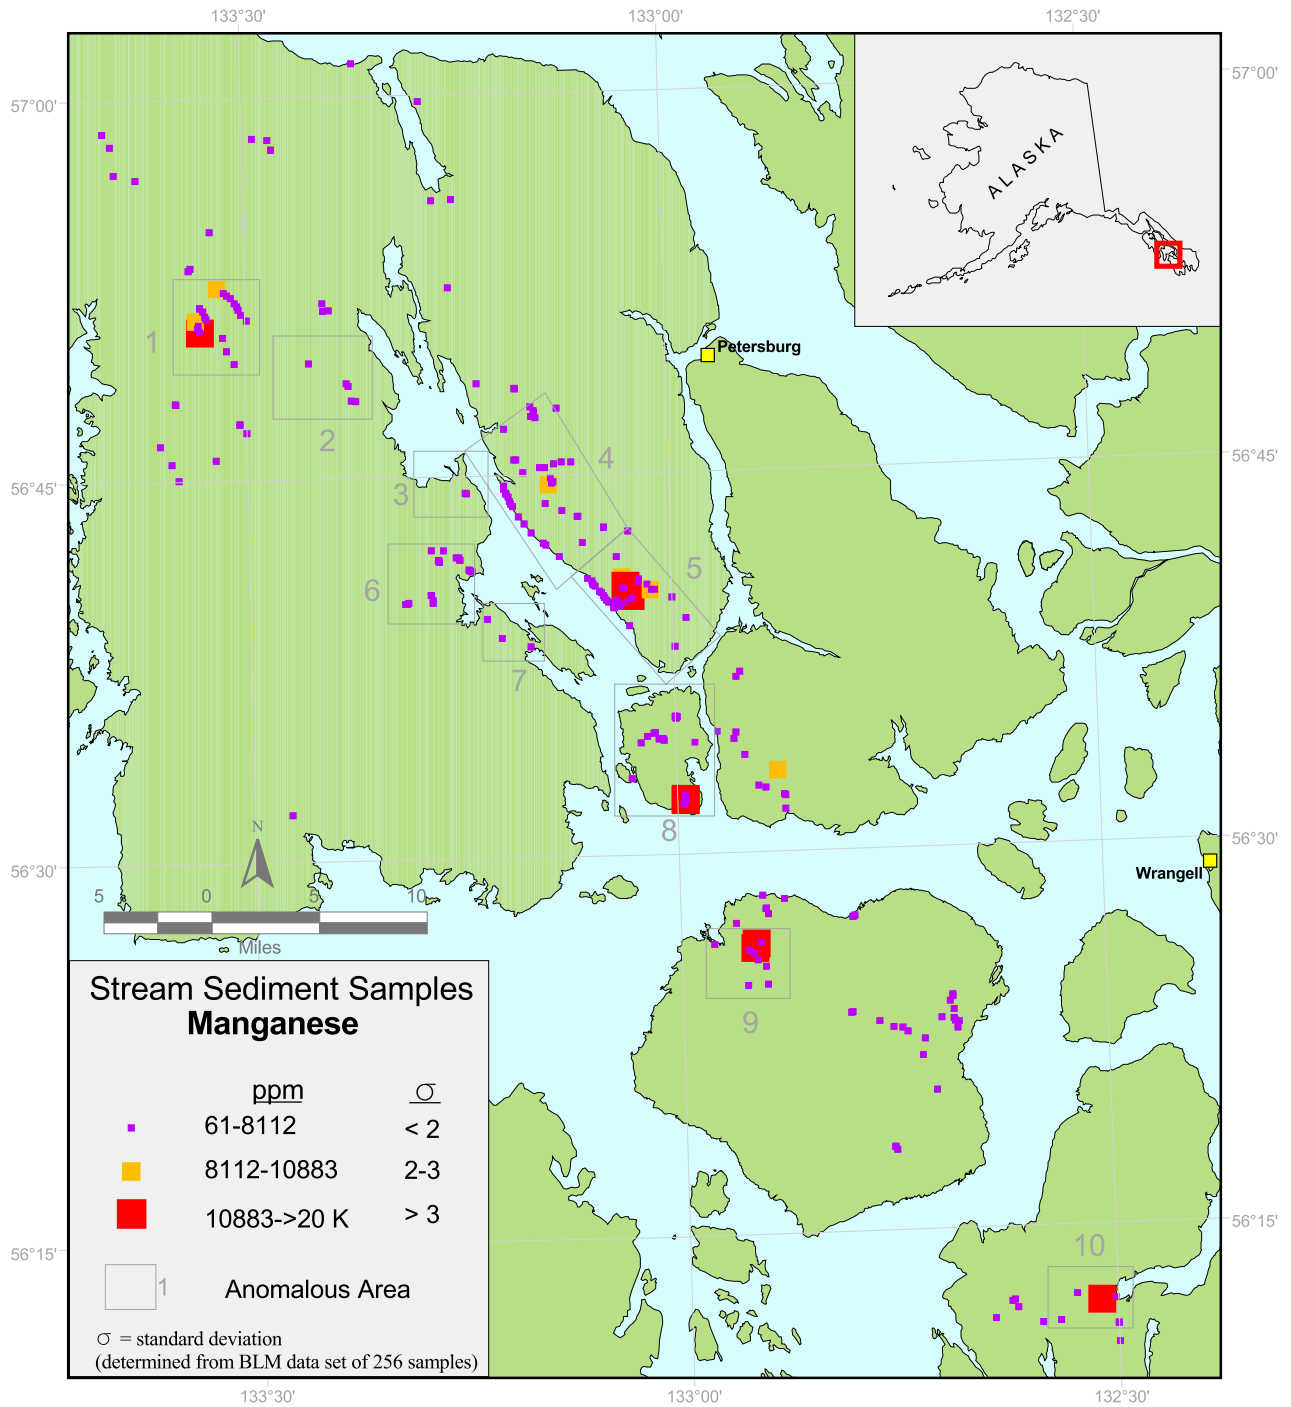 133°30'
133°00'
132°30'
57°00'
57°00'
ALASKA
Petersburg
1
2
3
4
5
6
7
8
9
10
56°45'
56°45'
56°30'
56°30'
Wrangell
N
5 0 5 10
Miles
Stream Sediment Samples
Manganese
ppm σ
61-8112 < 2
8112-10883 2-3
10883->20 K > 3
1 Anomalous Area
σ = standard deviation
(determined from BLM data set of 256 samples)
56°15'
56°15'
133°30'
133°00'
132°30'